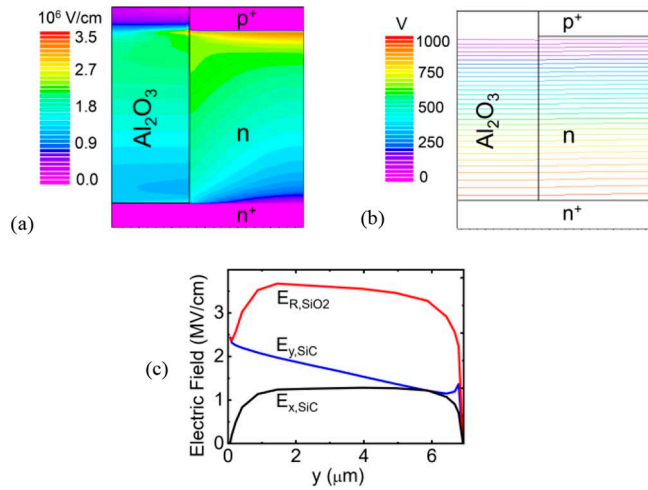 10⁶ V/cm
3.5
2.7
1.8
0.9
0.0
p⁺
Al₂O₃
n
n⁺
(a)
V
1000
750
500
250
0
p⁺
Al₂O₃
n
n⁺
(b)
(c)
Electric Field (MV/cm)
3
2
1
0
E_R,SiO2
E_y,SiC
E_x,SiC
0 2 4 6
y (μm)